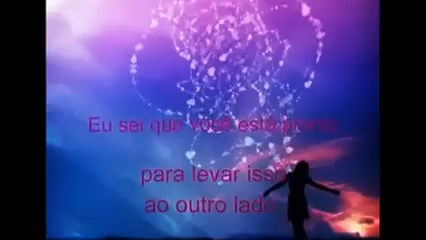 Eu sei que você está pronto
para levar isso
ao outro lado